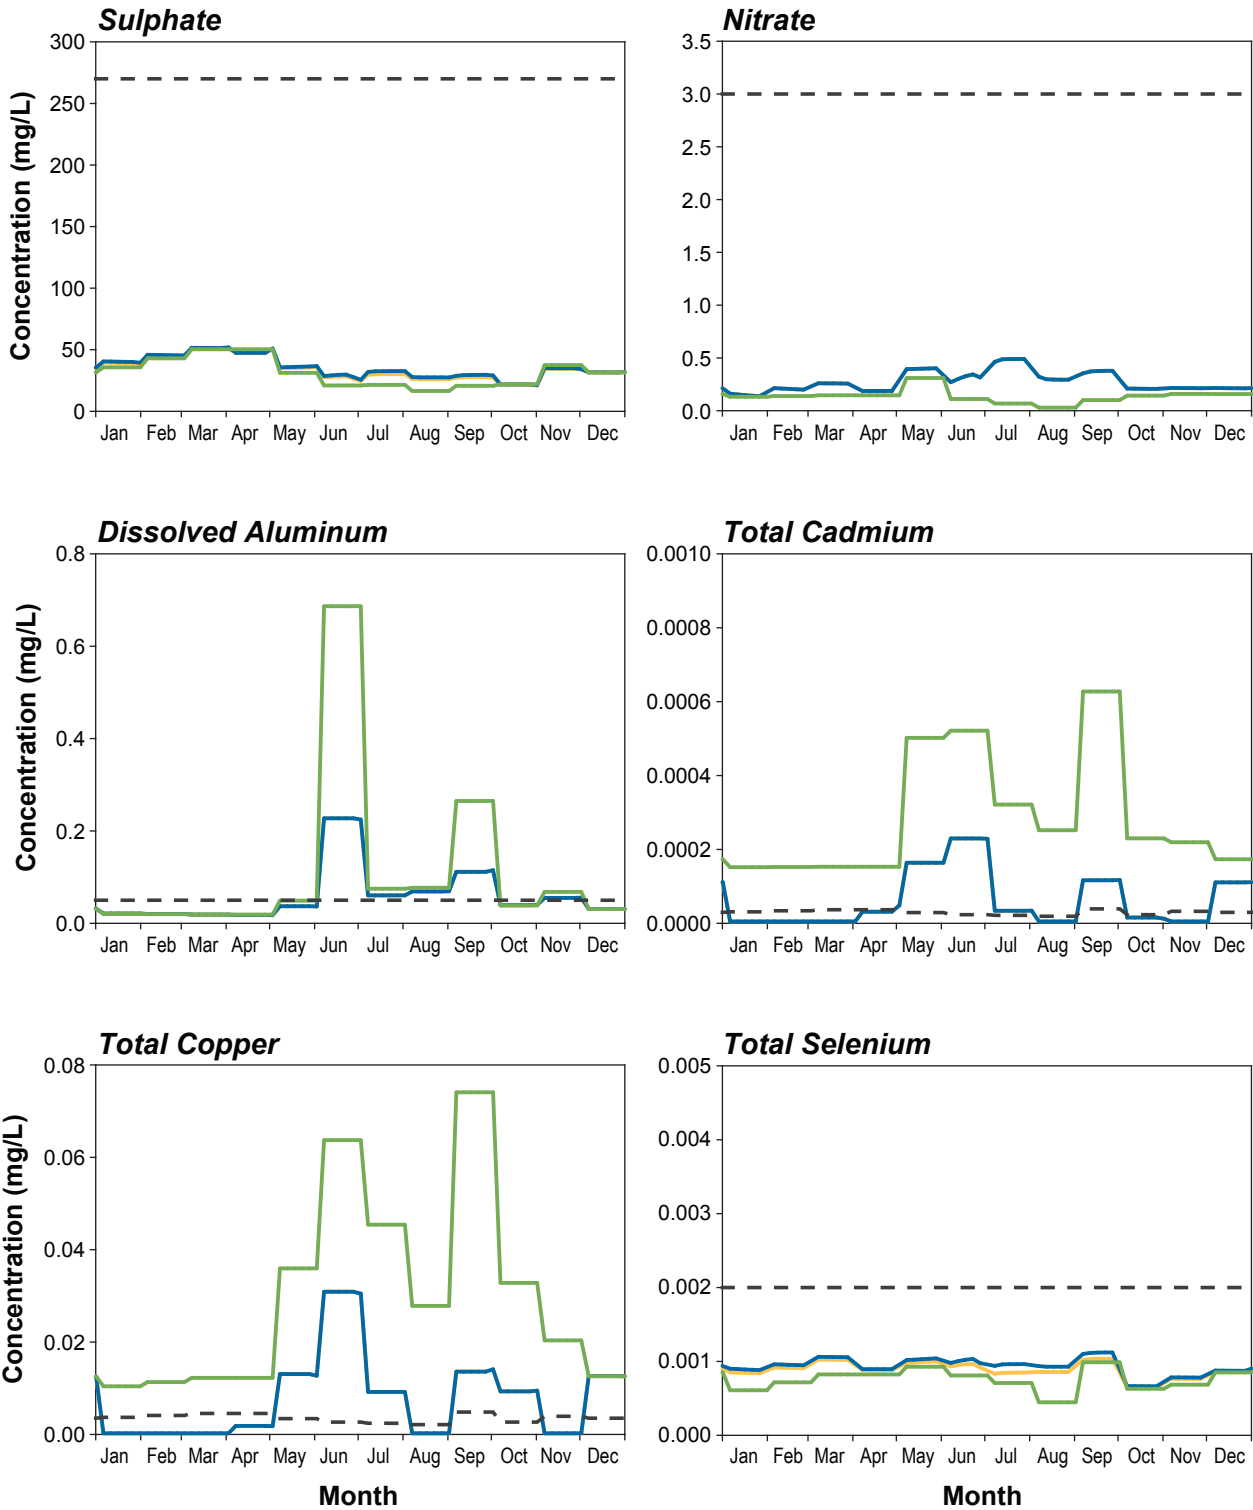 Sulphate
Concentration (mg/L)
300
250
200
150
100
50
0
Jan Feb Mar Apr May Jun Jul Aug Sep Oct Nov Dec
Nitrate
3.5
3.0
2.5
2.0
1.5
1.0
0.5
0.0
Jan Feb Mar Apr May Jun Jul Aug Sep Oct Nov Dec
Dissolved Aluminum
Concentration (mg/L)
0.8
0.6
0.4
0.2
0.0
Jan Feb Mar Apr May Jun Jul Aug Sep Oct Nov Dec
Total Cadmium
0.0010
0.0008
0.0006
0.0004
0.0002
0.0000
Jan Feb Mar Apr May Jun Jul Aug Sep Oct Nov Dec
Total Copper
Concentration (mg/L)
0.08
0.06
0.04
0.02
0.00
Jan Feb Mar Apr May Jun Jul Aug Sep Oct Nov Dec
Month
Total Selenium
0.005
0.004
0.003
0.002
0.001
0.000
Jan Feb Mar Apr May Jun Jul Aug Sep Oct Nov Dec
Month